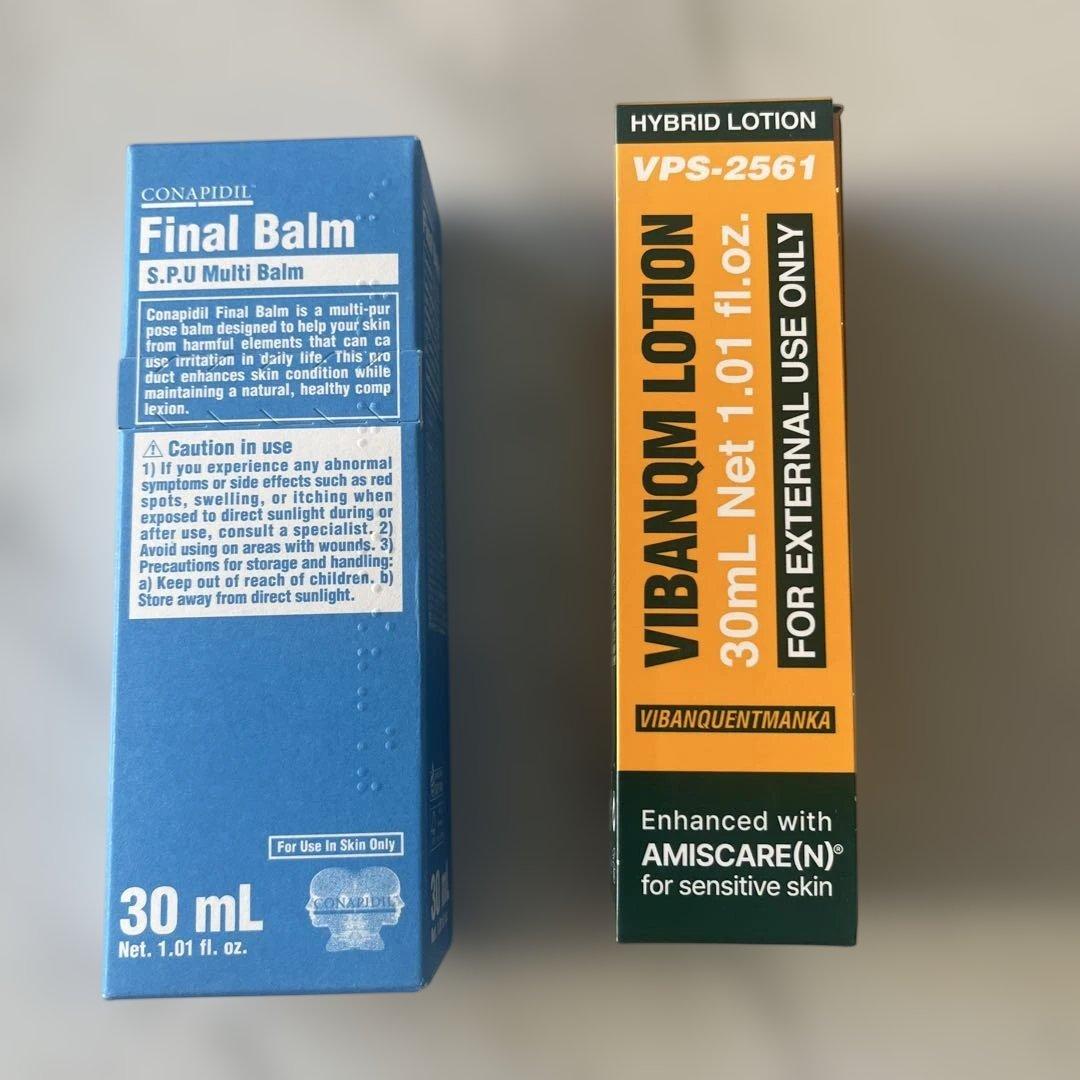 CONAPIDIL™
Final Balm
S.P.U Multi Balm
Conapidil Final Balm is a multi-pur
pose balm designed to help your skin
from harmful elements that can ca
use irritation in daily life. This pro
duct enhances skin condition while
maintaining a natural, healthy comp
lexion.
⚠ Caution in use
1) If you experience any abnormal
symptoms or side effects such as red
spots, swelling, or itching when
exposed to direct sunlight during or
after use, consult a specialist. 2)
Avoid using on areas with wounds. 3)
Precautions for storage and handling:
a) Keep out of reach of children. b)
Store away from direct sunlight.
For Use In Skin Only
30 mL
Net. 1.01 fl. oz.
CONAPIDIL
30 mL
HYBRID LOTION
VPS-2561
VIBANQM LOTION
30mL Net 1.01 fl.oz.
FOR EXTERNAL USE ONLY
VIBANQUENTMANKA
Enhanced with
AMISCARE(N)®
for sensitive skin